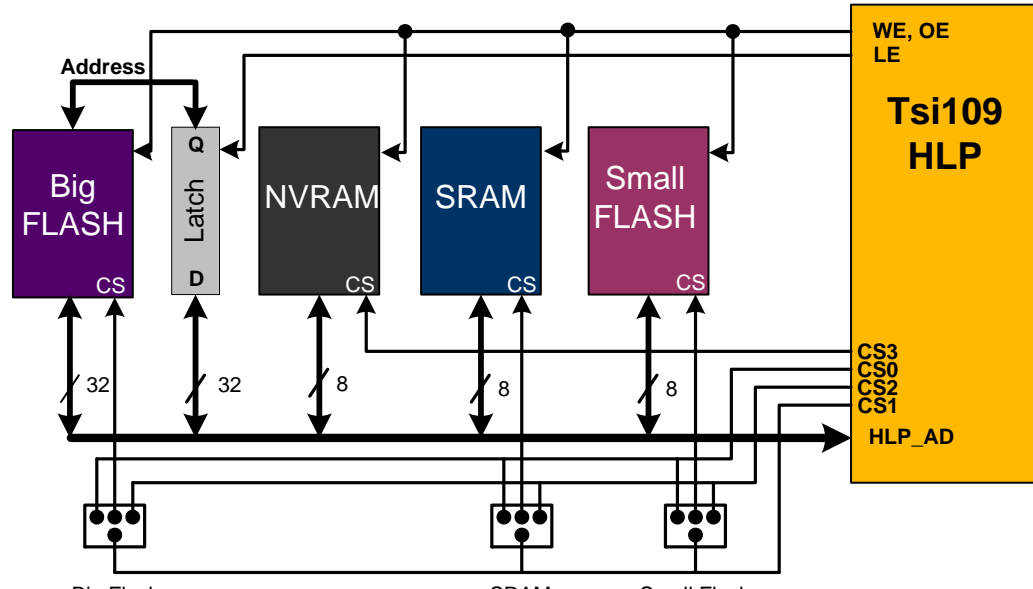 WE, OE
LE
Address
Tsi109
HLP
Q
Latch
D
Big
FLASH
CS
NVRAM
CS
SRAM
CS
Small
FLASH
CS
32
32
8
8
8
CS3
CS0
CS2
CS1
HLP_AD